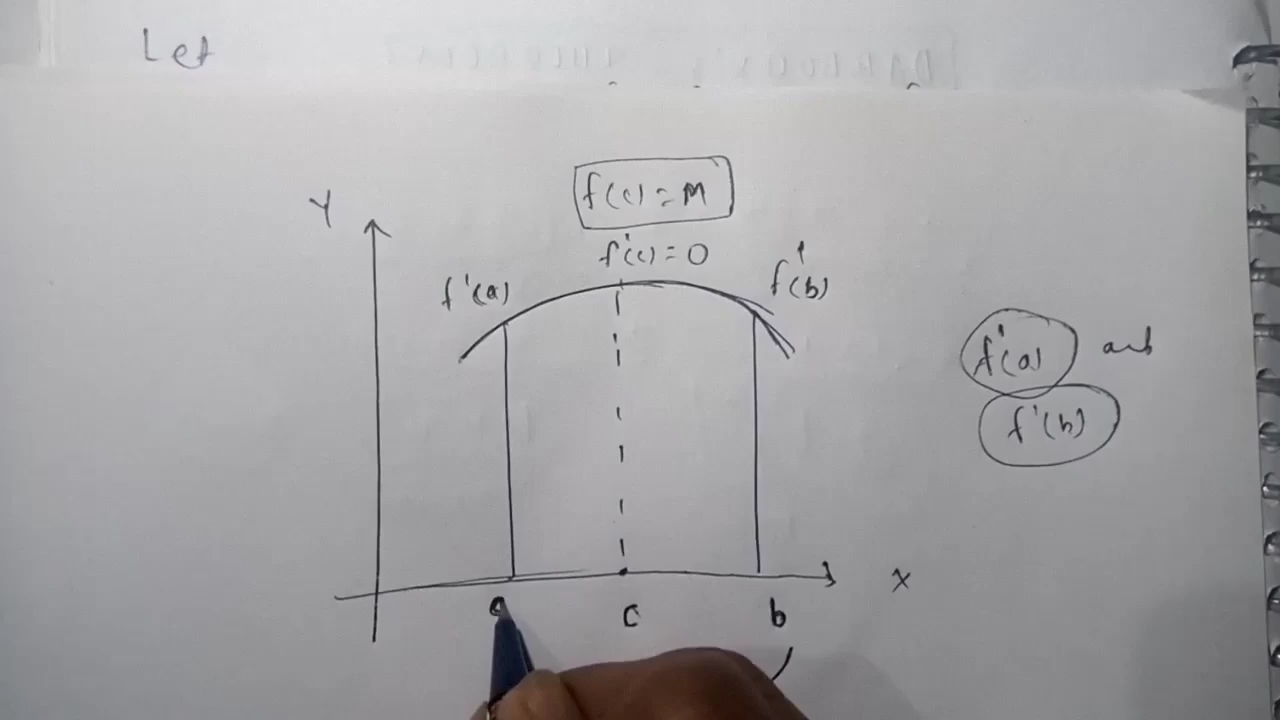 Let
f(c) = M
Y
f'(c) = 0
f'(a)
f'(b)
f'(a) and
f'(b)
X
a c b